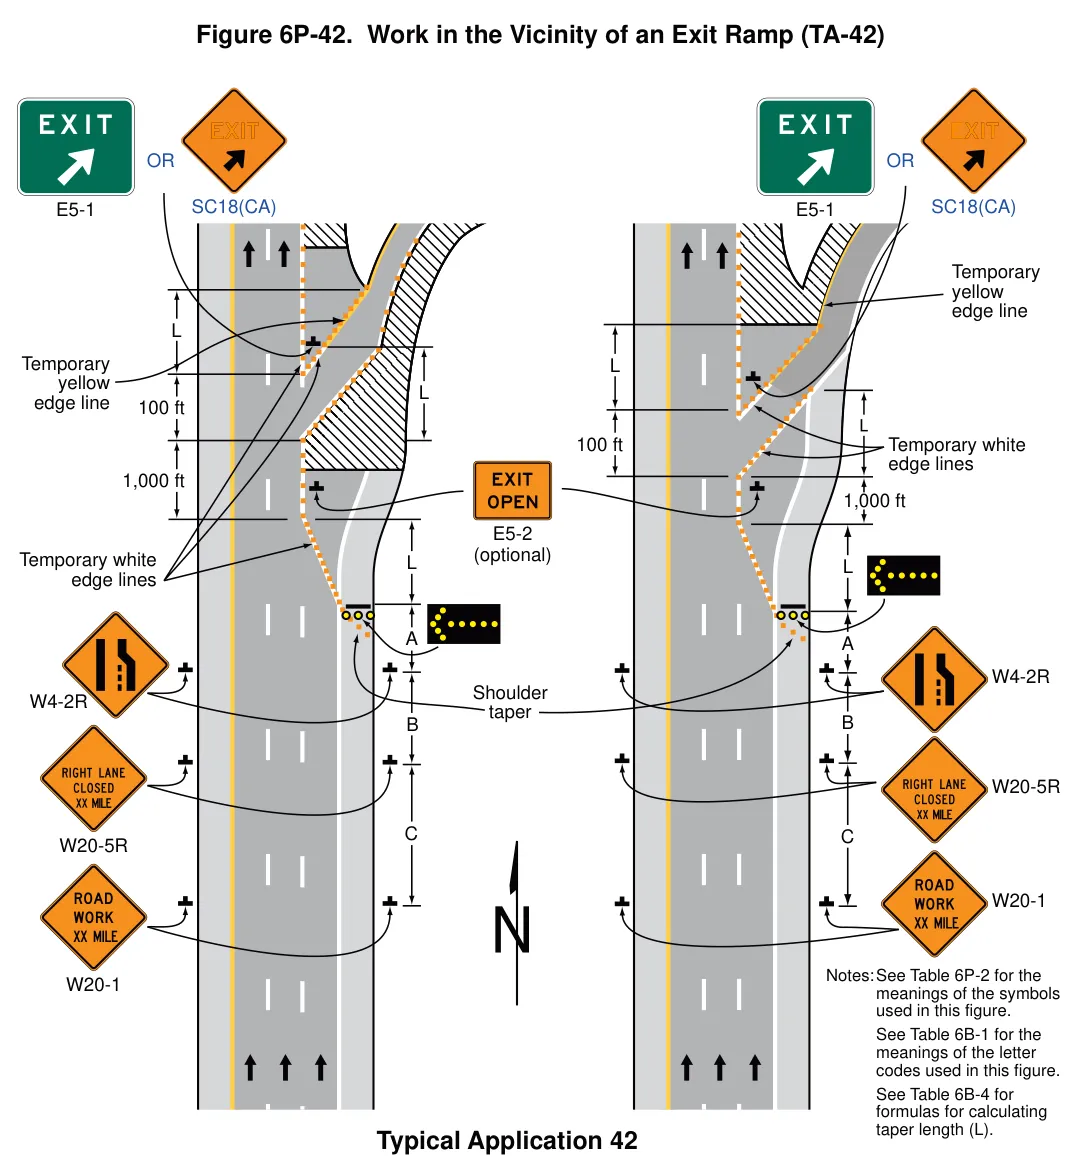 Figure 6P-42.  Work in the Vicinity of an Exit Ramp (TA-42)
EXIT
OR
EXIT
E5-1
SC18(CA)
EXIT
OR
EXIT
E5-1
SC18(CA)
L
Temporary
yellow
edge line
100 ft
1,000 ft
L
Temporary white
edge lines
L
A
B
C
EXIT
OPEN
E5-2
(optional)
Temporary
yellow
edge line
L
100 ft
L
Temporary white
edge lines
1,000 ft
L
A
B
C
Shoulder
taper
W4-2R
RIGHT LANE
CLOSED
XX MILE
W20-5R
ROAD
WORK
XX MILE
W20-1
N
W4-2R
RIGHT LANE
CLOSED
XX MILE
W20-5R
ROAD
WORK
XX MILE
W20-1
Notes: See Table 6P-2 for the
meanings of the symbols
used in this figure.
See Table 6B-1 for the
meanings of the letter
codes used in this figure.
See Table 6B-4 for
formulas for calculating
taper length (L).
Typical Application 42